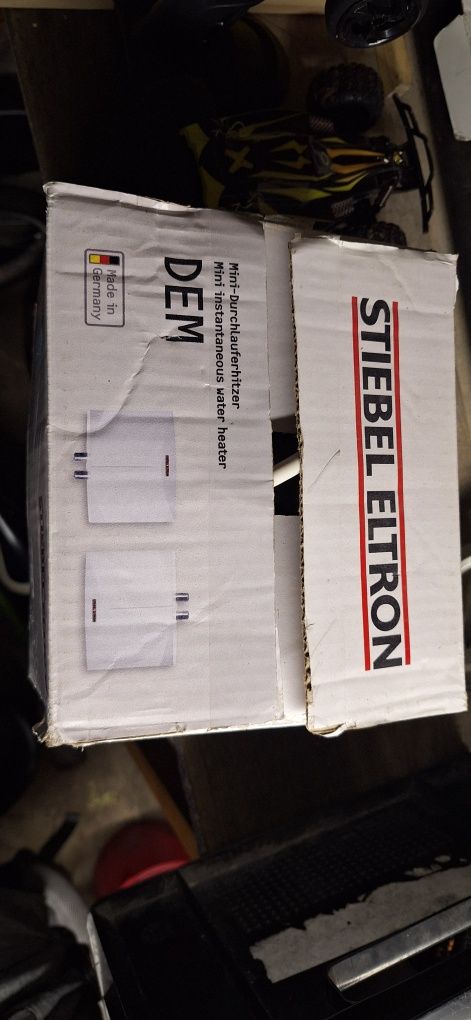 STIEBEL ELTRON
Mini-Durchlauferhitzer
Mini instantaneous water heater
DEM
Made in
Germany